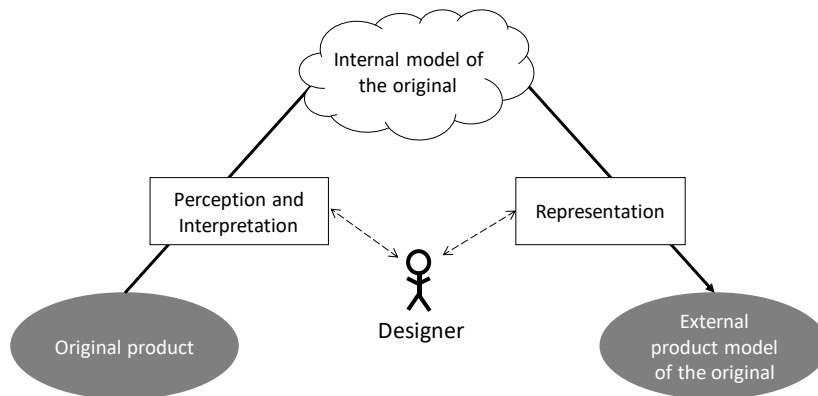 Internal model of
the original
Perception and
Interpretation
Representation
Designer
Original product
External
product model
of the original